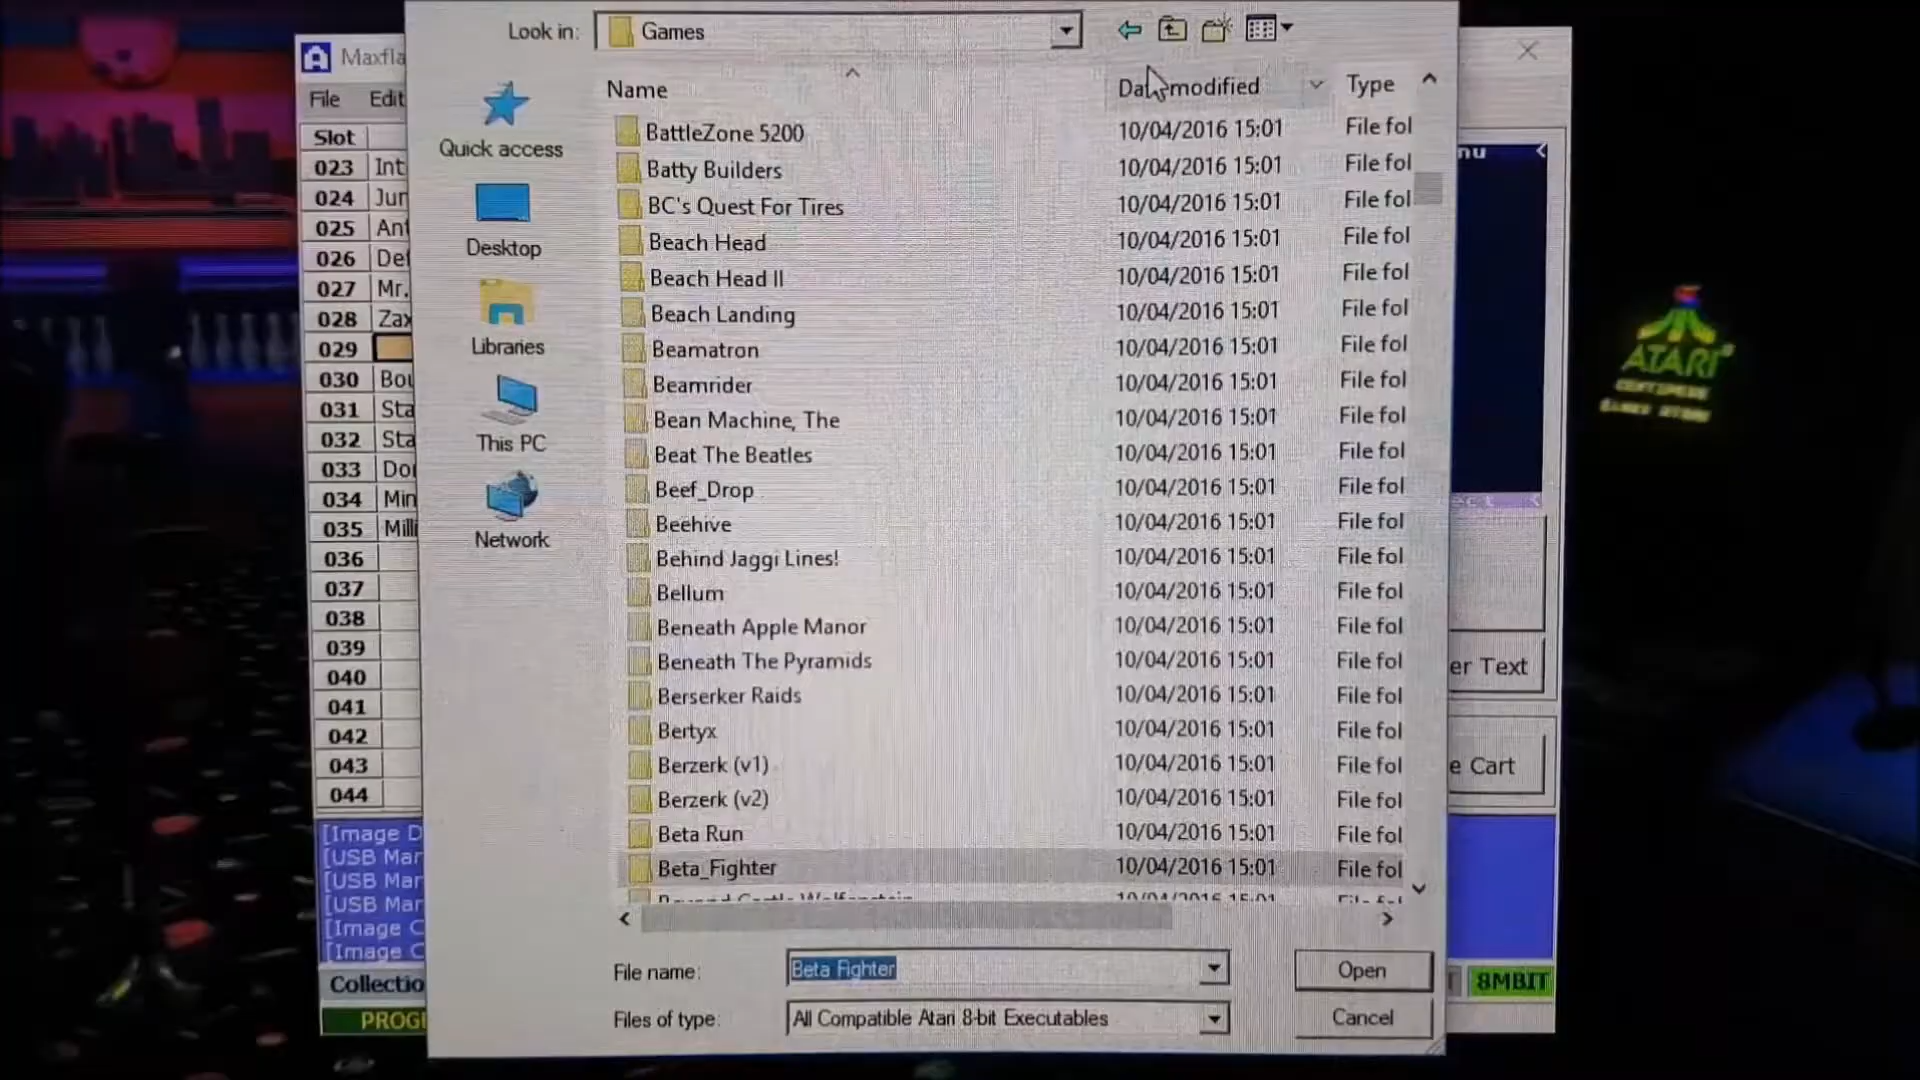 Look in: Games
Maxfla
File Edit
Slot
023 Int
024 Jur
025 Ant
026 Def
027 Mr.
028 Zax
029
030 Bou
031 Sta
032 Sta
033 Don
034 Min
035 Milli
036
037
038
039
040
041
042
043
044
[Image D
[USB Mar
[USB Mar
[USB Mar
[Image C
[Image C
Collectio
PROG
Quick access
Desktop
Libraries
This PC
Network
Name Date modified Type
BattleZone 5200 10/04/2016 15:01 File fol
Batty Builders 10/04/2016 15:01 File fol
BC's Quest For Tires 10/04/2016 15:01 File fol
Beach Head 10/04/2016 15:01 File fol
Beach Head II 10/04/2016 15:01 File fol
Beach Landing 10/04/2016 15:01 File fol
Beamatron 10/04/2016 15:01 File fol
Beamrider 10/04/2016 15:01 File fol
Bean Machine, The 10/04/2016 15:01 File fol
Beat The Beatles 10/04/2016 15:01 File fol
Beef_Drop 10/04/2016 15:01 File fol
Beehive 10/04/2016 15:01 File fol
Behind Jaggi Lines! 10/04/2016 15:01 File fol
Bellum 10/04/2016 15:01 File fol
Beneath Apple Manor 10/04/2016 15:01 File fol
Beneath The Pyramids 10/04/2016 15:01 File fol
Berserker Raids 10/04/2016 15:01 File fol
Bertyx 10/04/2016 15:01 File fol
Berzerk (v1) 10/04/2016 15:01 File fol
Berzerk (v2) 10/04/2016 15:01 File fol
Beta Run 10/04/2016 15:01 File fol
Beta_Fighter 10/04/2016 15:01 File fol
File name: Beta Fighter Open
Files of type: All Compatible Atari 8-bit Executables Cancel
nu
er Text
e Cart
8MBIT
ATARI